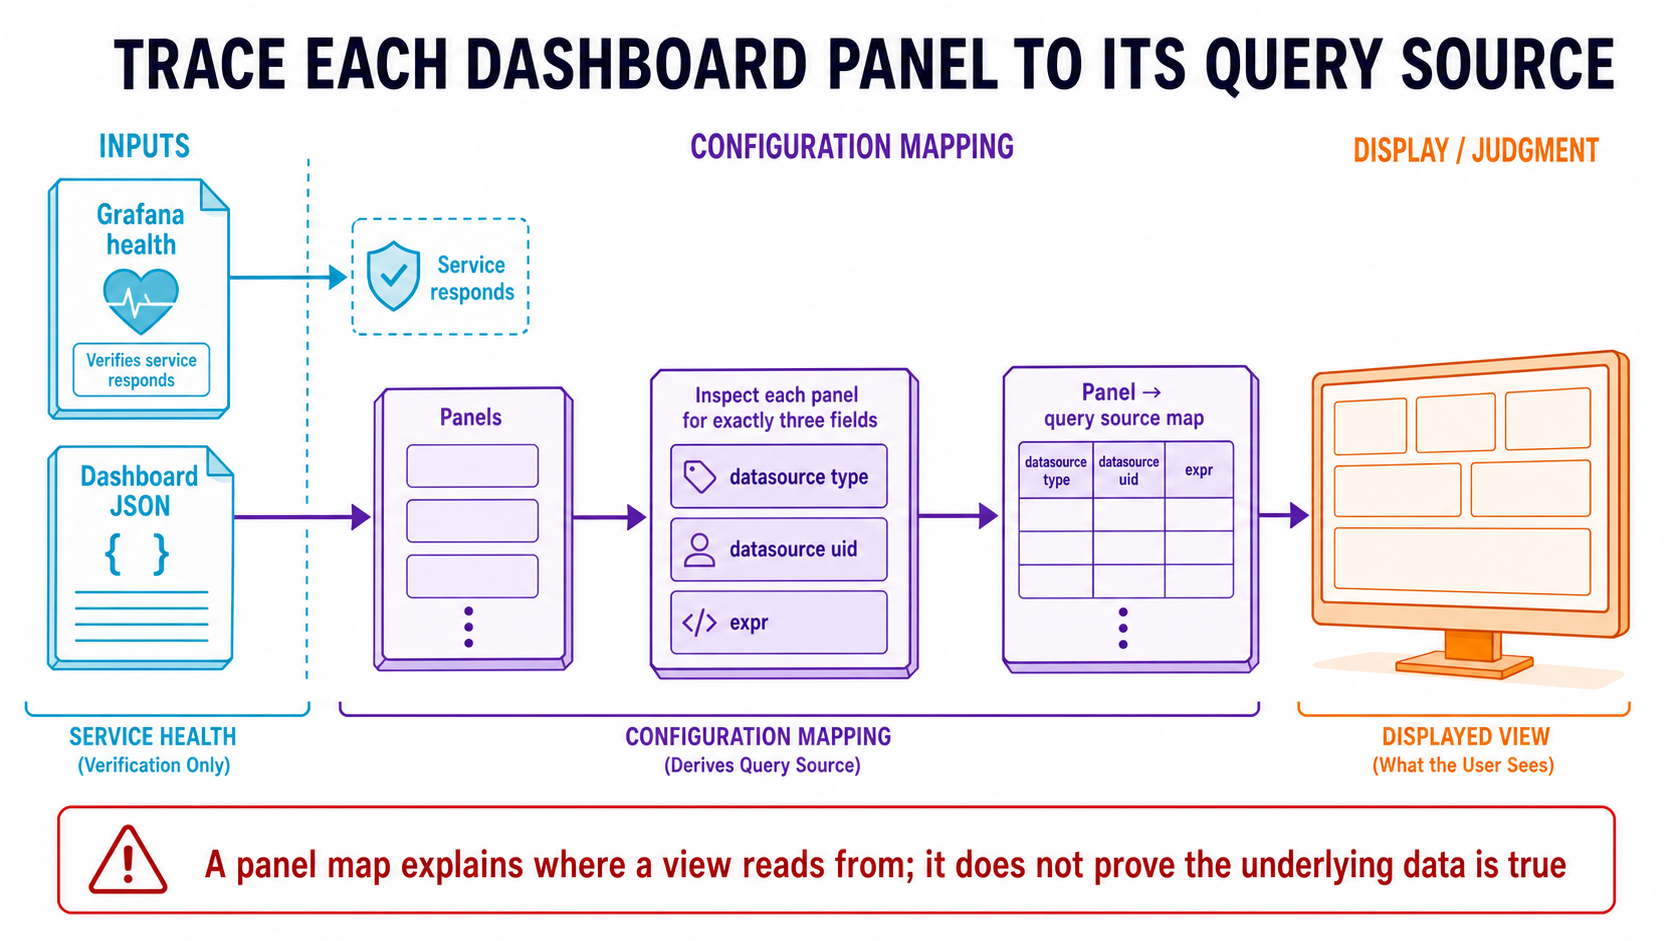 TRACE EACH DASHBOARD PANEL TO ITS QUERY SOURCE
INPUTS
CONFIGURATION MAPPING
DISPLAY / JUDGMENT
Grafana
health
Verifies service
responds
Service
responds
Dashboard
JSON
{ }
Panels
Inspect each panel
for exactly three fields
datasource type
datasource uid
</> expr
Panel →
query source map
datasource
type
datasource
uid
expr
SERVICE HEALTH
(Verification Only)
CONFIGURATION MAPPING
(Derives Query Source)
DISPLAYED VIEW
(What the User Sees)
A panel map explains where a view reads from; it does not prove the underlying data is true